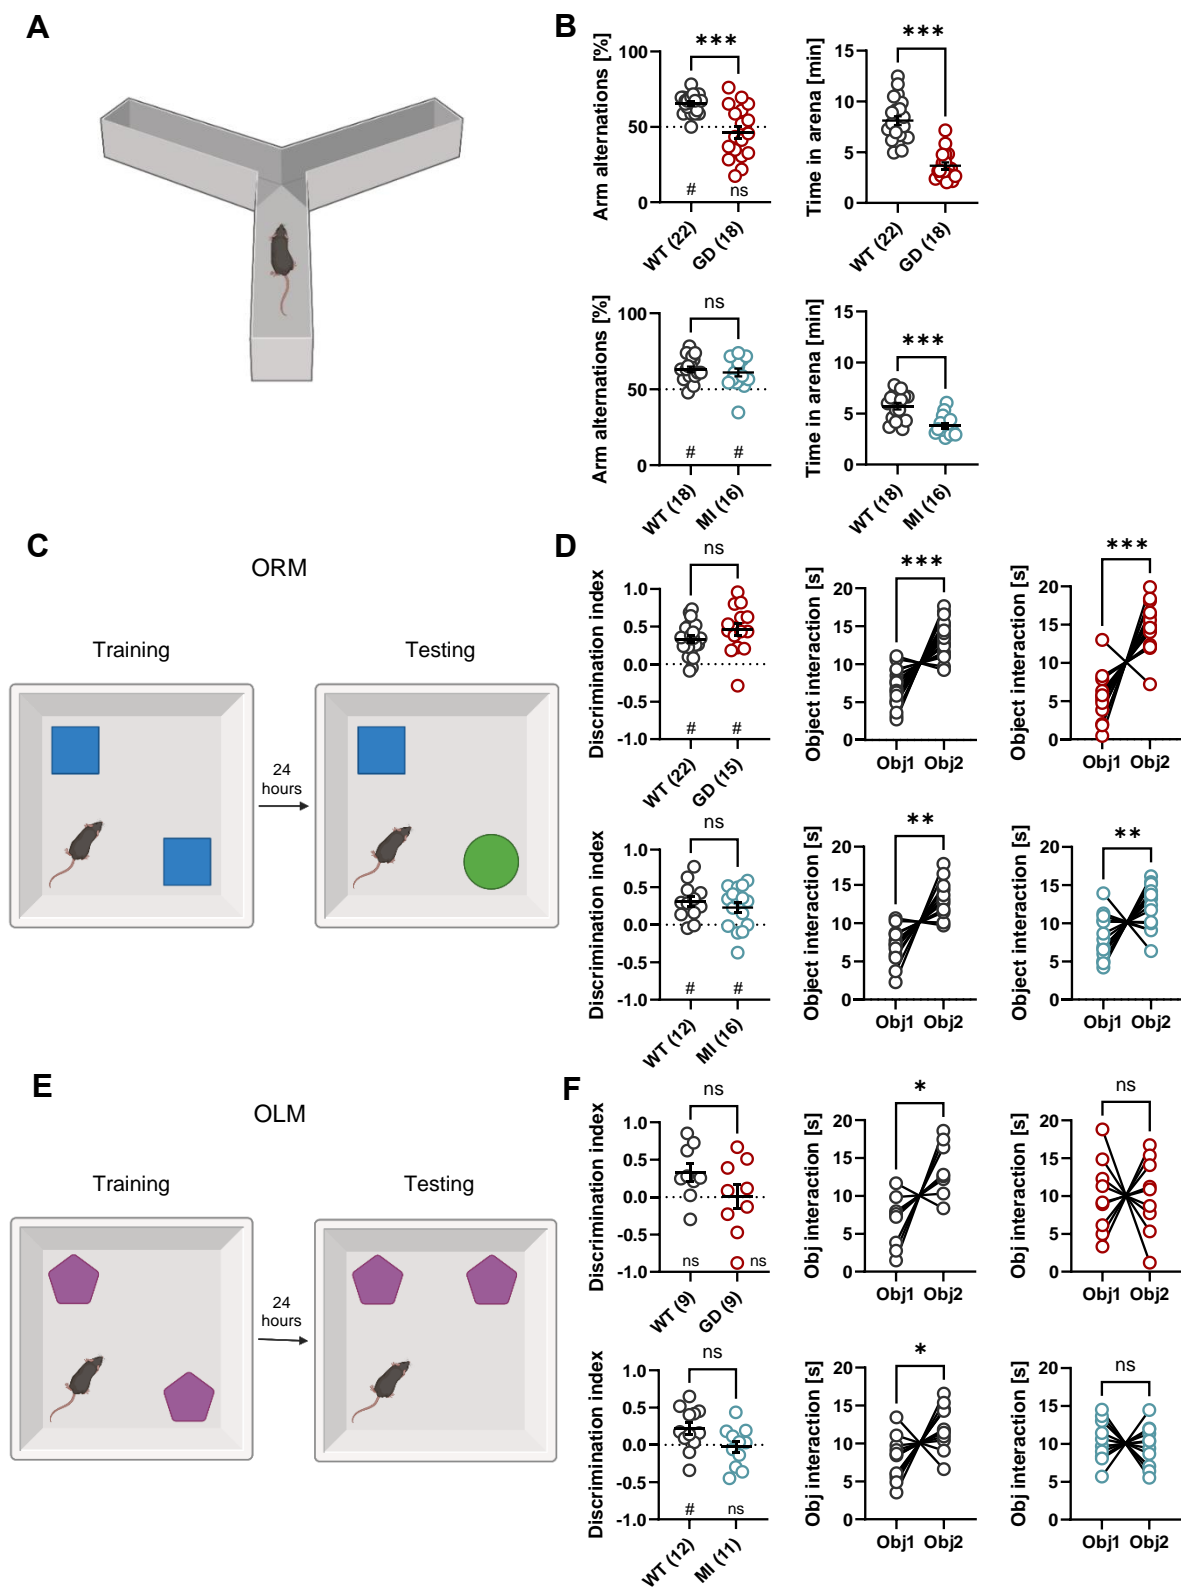 A
B
Arm alternations [%]
100
50
0
***
#
ns
WT (22)
GD (18)
Time in arena [min]
15
10
5
0
***
WT (22)
GD (18)
Arm alternations [%]
100
50
0
ns
#
#
WT (18)
MI (16)
Time in arena [min]
15
10
5
0
***
WT (18)
MI (16)
C
ORM
Training
Testing
24
hours
D
Discrimination index
1.0
0.5
0.0
-0.5
-1.0
ns
#
#
WT (22)
GD (15)
Object interaction [s]
20
15
10
5
0
***
Obj1
Obj2
Object interaction [s]
20
15
10
5
0
***
Obj1
Obj2
Discrimination index
1.0
0.5
0.0
-0.5
-1.0
ns
#
#
WT (12)
MI (16)
Object interaction [s]
20
15
10
5
0
**
Obj1
Obj2
Object interaction [s]
20
15
10
5
0
**
Obj1
Obj2
E
OLM
Training
Testing
24
hours
F
Discrimination index
1.0
0.5
0.0
-0.5
-1.0
ns
ns
ns
WT (9)
GD (9)
Obj interaction [s]
20
15
10
5
0
*
Obj1
Obj2
Obj interaction [s]
20
15
10
5
0
ns
Obj1
Obj2
Discrimination index
1.0
0.5
0.0
-0.5
-1.0
ns
#
ns
WT (12)
MI (11)
Obj interaction [s]
20
15
10
5
0
*
Obj1
Obj2
Obj interaction [s]
20
15
10
5
0
ns
Obj1
Obj2